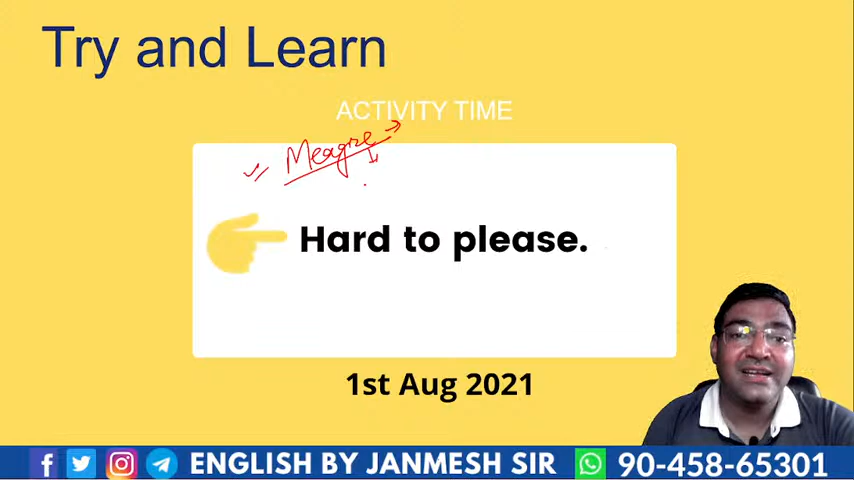 Try and Learn
ACTIVITY TIME
Meagre
Hard to please.
1st Aug 2021
ENGLISH BY JANMESH SIR 90-458-65301